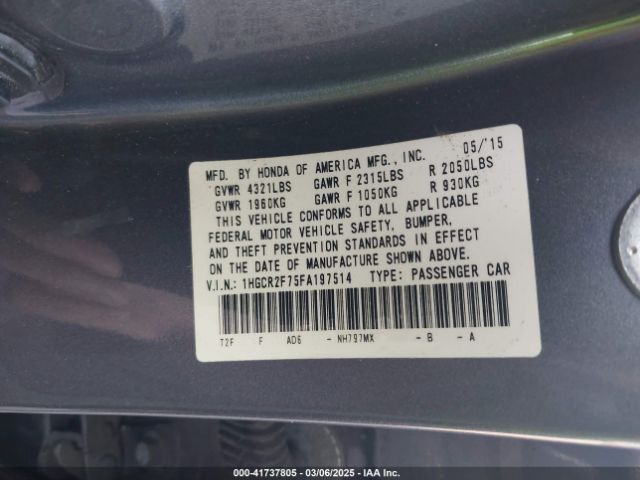 MFD. BY HONDA OF AMERICA MFG., INC. 05/'15
GVWR 4321LBS GAWR F 2315LBS R 2050LBS
GVWR 1960KG GAWR F 1050KG R 930KG
THIS VEHICLE CONFORMS TO ALL APPLICABLE
FEDERAL MOTOR VEHICLE SAFETY, BUMPER,
AND THEFT PREVENTION STANDARDS IN EFFECT
ON THE DATE OF MANUFACTURE SHOWN ABOVE.
V.I.N.: 1HGCR2F75FA197514 TYPE: PASSENGER CAR
T2F F AD6 - NH797MX - B - A
000-41737805 - 03/06/2025 - IAA Inc.